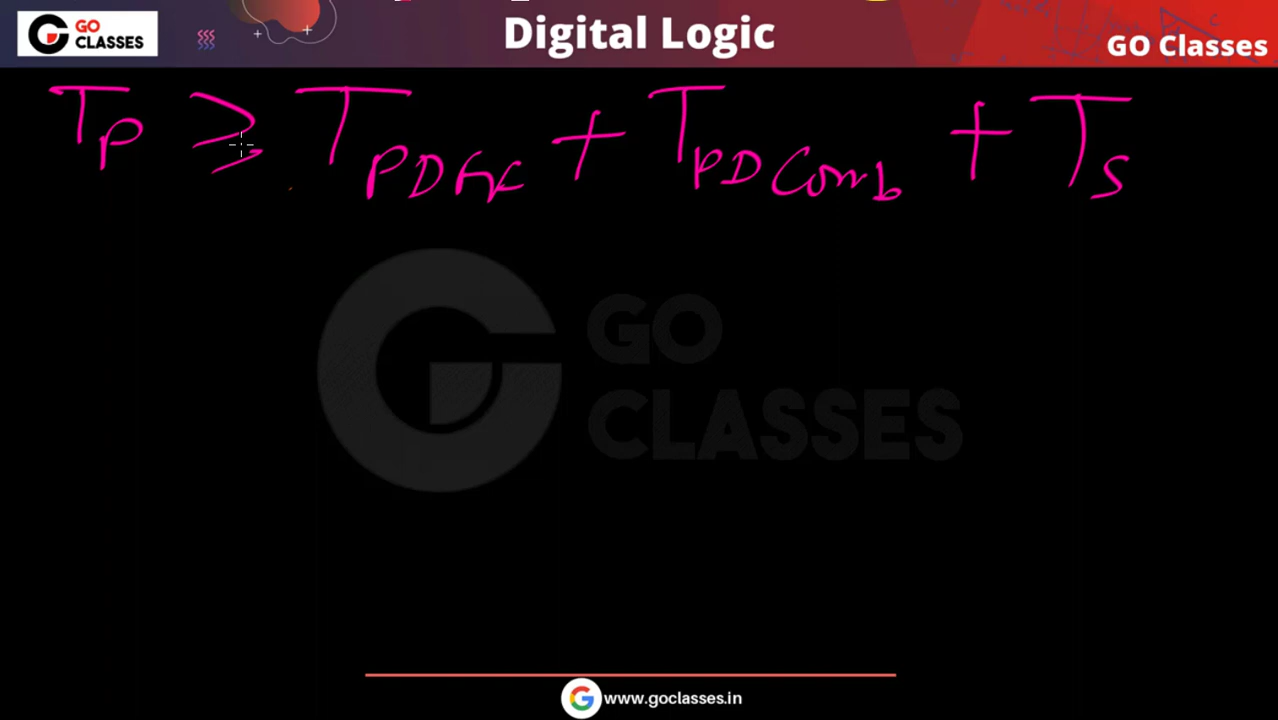 GO CLASSES
Digital Logic
GO Classes
Tp ≥ TPDFF + TPDComb + Ts
GO
CLASSES
www.goclasses.in